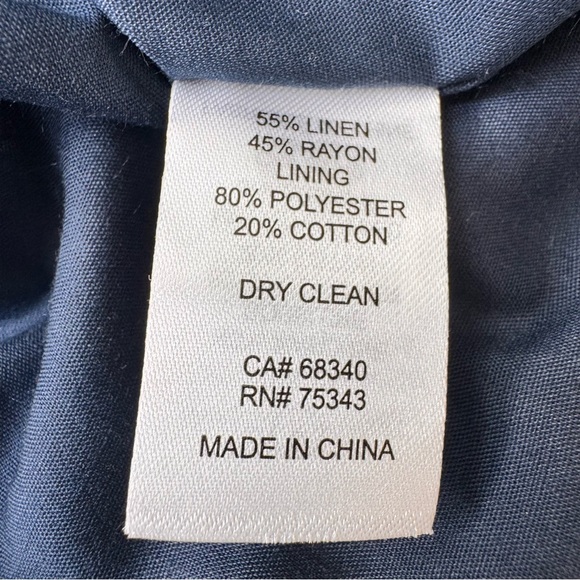 55% LINEN
45% RAYON
LINING
80% POLYESTER
20% COTTON
DRY CLEAN
CA# 68340
RN# 75343
MADE IN CHINA